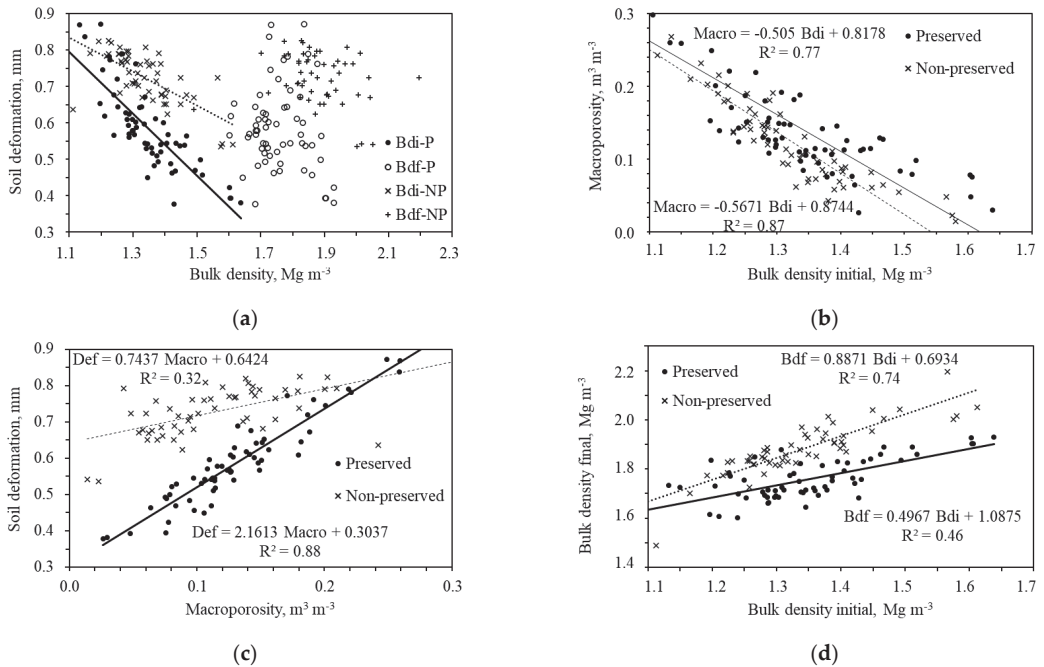 0.9
0.8
0.7
0.6
0.5
0.4
0.3
Soil deformation, mm
1.1 1.3 1.5 1.7 1.9 2.1 2.3
Bulk density, Mg m⁻³
Bdi-P
Bdf-P
Bdi-NP
Bdf-NP
(a)
0.3
0.2
0.1
0.0
Macroporosity, m³ m⁻³
1.1 1.2 1.3 1.4 1.5 1.6 1.7
Bulk density initial, Mg m⁻³
Macro = -0.505 Bdi + 0.8178
R² = 0.77
Preserved
Non-preserved
Macro = -0.5671 Bdi + 0.8744
R² = 0.87
(b)
0.9
0.8
0.7
0.6
0.5
0.4
0.3
Soil deformation, mm
0.0 0.1 0.2 0.3
Macroporosity, m³ m⁻³
Def = 0.7437 Macro + 0.6424
R² = 0.32
Preserved
Non-preserved
Def = 2.1613 Macro + 0.3037
R² = 0.88
(c)
2.2
2.0
1.8
1.6
1.4
Bulk density final, Mg m⁻³
1.1 1.2 1.3 1.4 1.5 1.6 1.7
Bulk density initial, Mg m⁻³
Preserved
Non-preserved
Bdf = 0.8871 Bdi + 0.6934
R² = 0.74
Bdf = 0.4967 Bdi + 1.0875
R² = 0.46
(d)